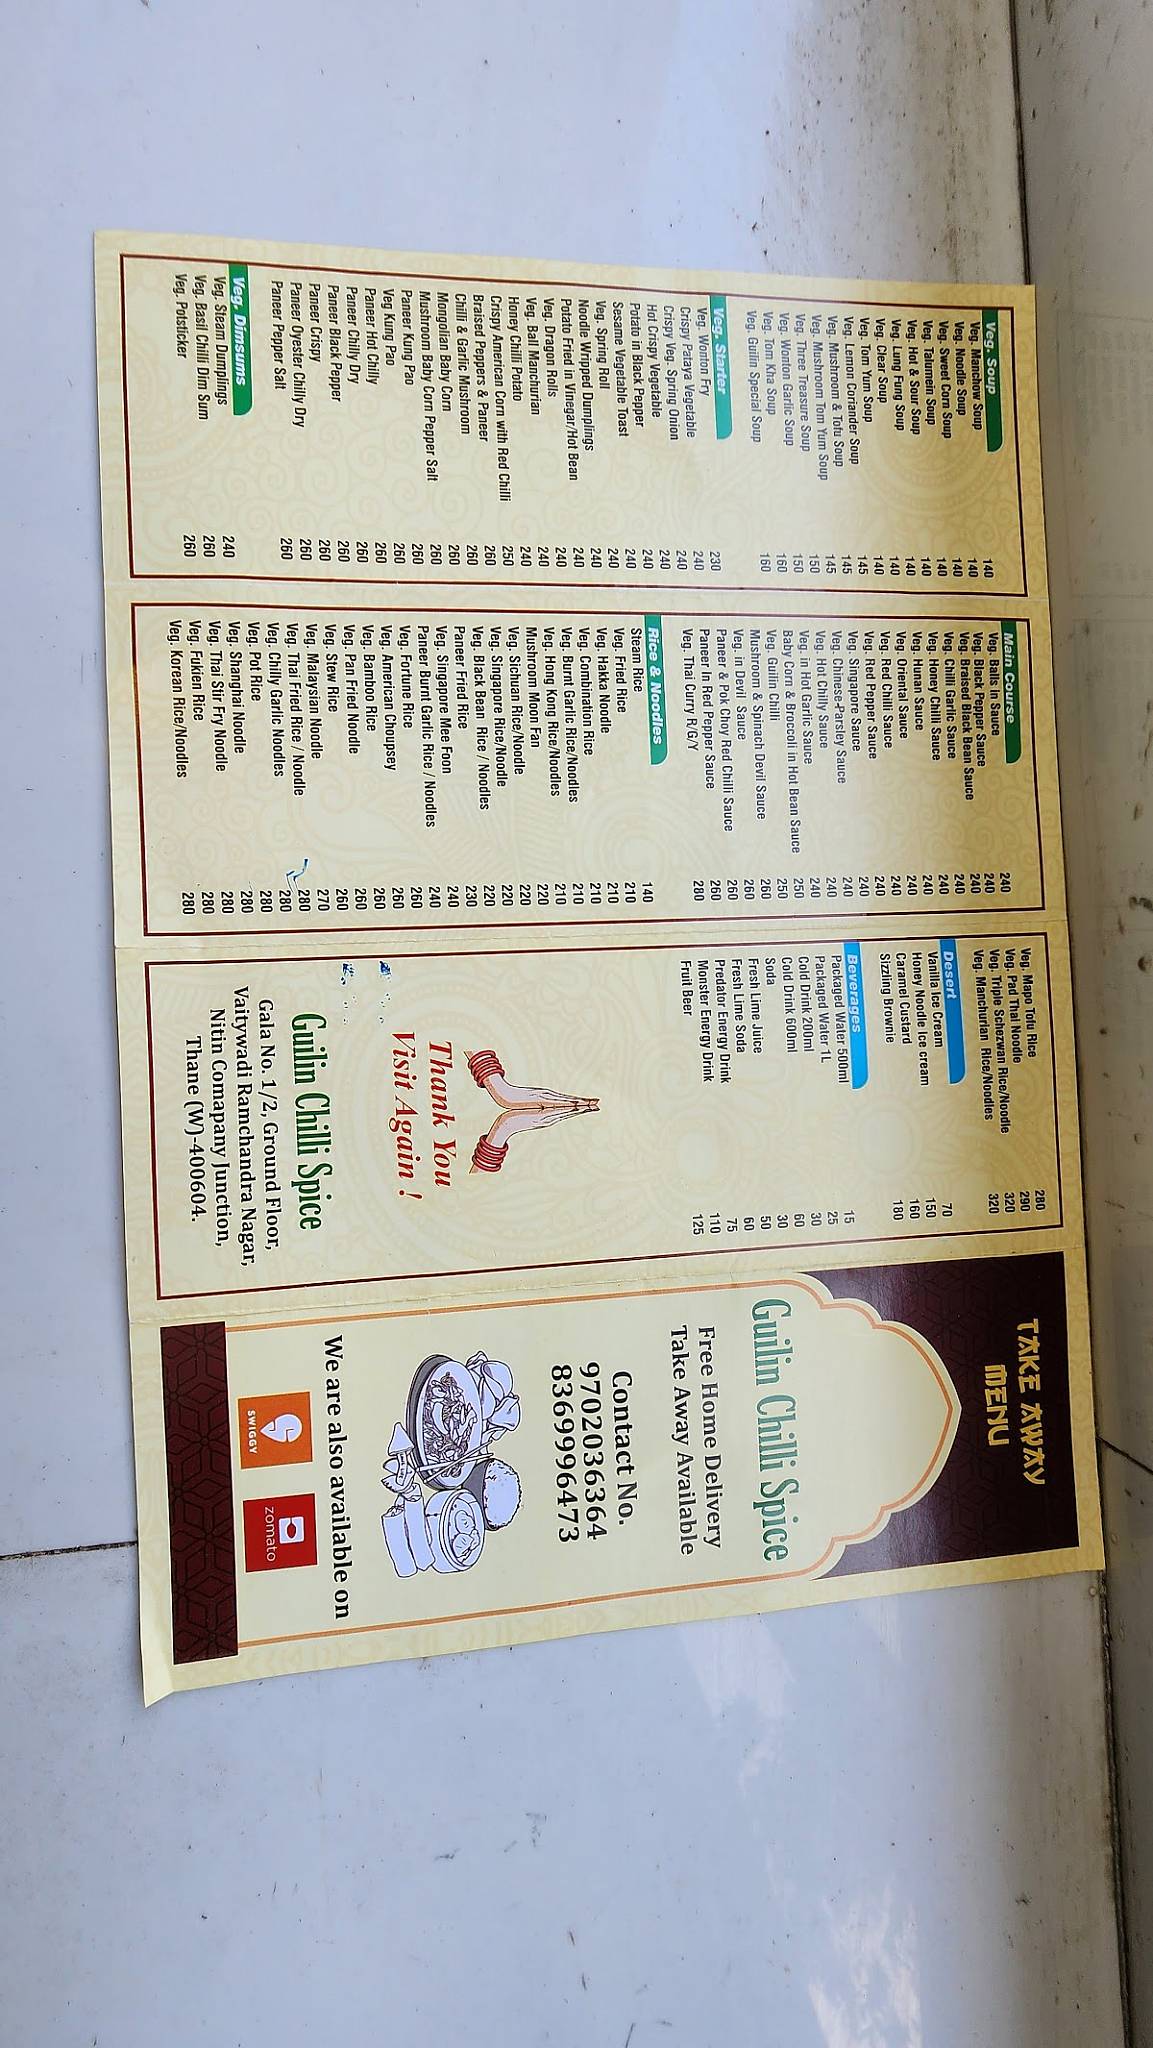 Veg. Soup
Veg. Manchow Soup 140
Veg. Noodle Soup 140
Veg. Sweet Corn Soup 140
Veg. Talumein Soup 140
Veg. Hot & Sour Soup 140
Veg. Lung Fung Soup 140
Veg. Clear Soup 140
Veg. Tom Yum Soup 140
Veg. Lemon Coriander Soup 145
Veg. Mushroom & Tofu Soup 145
Veg. Mushroom Tom Yum Soup 145
Veg. Three Treasure Soup 150
Veg. Wonton Garlic Soup 150
Veg. Tom Kha Soup 160
Veg. Guilin Special Soup 160
Veg. Starter
Veg. Wonton Fry 230
Crispy Pataya Vegetable 240
Crispy Veg. Spring Onion 240
Hot Crispy Vegetable 240
Potato in Black Pepper 240
Sesame Vegetable Toast 240
Veg. Spring Roll 240
Noodle Wrapped Dumplings 240
Potato Fried in Vinegar/Hot Bean 240
Veg. Dragon Rolls 240
Veg. Ball Manchurian 240
Honey Chilli Potato 240
Crispy American Corn with Red Chilli 250
Braised Peppers & Paneer 260
Chilli & Garlic Mushroom 260
Mongolian Baby Corn 260
Mushroom Baby Corn Pepper Salt 260
Paneer Kung Pao 260
Veg Kung Pao 260
Paneer Hot Chilly 260
Paneer Chilly Dry 260
Paneer Black Pepper 260
Paneer Crispy 260
Paneer Oyester Chilly Dry 260
Paneer Pepper Salt 260
Veg. Dimsums
Veg. Steam Dumplings 240
Veg. Basil Chilli Dim Sum 260
Veg. Potsticker 260
Main Course
Veg. Balls in Sauce 240
Veg. Black Pepper Sauce 240
Veg. Braised Black Bean Sauce 240
Veg. Chilli Garlic Sauce 240
Veg. Honey Chilli Sauce 240
Veg. Hunan Sauce 240
Veg. Oriental Sauce 240
Veg. Red Chilli Sauce 240
Veg. Red Pepper Sauce 240
Veg. Singapore Sauce 240
Veg. Chinese-Parsley Sauce 240
Veg. Hot Chilly Sauce 240
Veg. in Hot Garlic Sauce 240
Baby Corn & Broccoli in Hot Bean Sauce 250
Veg. Guilin Chilli 250
Mushroom & Spinach Devil Sauce 260
Veg. in Devil Sauce 260
Paneer & Pok Choy Red Chilli Sauce 260
Paneer In Red Pepper Sauce 260
Veg. Thai Curry R/G/Y 280
Rice & Noodles
Steam Rice 140
Veg. Fried Rice 210
Veg. Hakka Noodle 210
Veg. Combination Rice 210
Veg. Burnt Garlic Rice/Noodles 210
Veg. Hong Kong Rice/Noodles 210
Mushroom Moon Fan 220
Veg. Sichuan Rice/Noodle 220
Veg. Singapore Rice/Noodle 220
Veg. Black Bean Rice / Noodles 220
Paneer Fried Rice 230
Veg. Singapore Mee Foon 240
Paneer Burnt Garlic Rice / Noodles 240
Veg. Fortune Rice 260
Veg. American Choupsey 260
Veg. Bamboo Rice 260
Veg. Pan Fried Noodle 260
Veg. Stew Rice 260
Veg. Malaysian Noodle 270
Veg. Thai Fried Rice / Noodle 280
Veg. Chilly Garlic Noodles 280
Veg. Pot Rice 280
Veg. Shanghai Noodle 280
Veg. Thai Stir Fry Noodle 280
Veg. Fukien Rice 280
Veg. Korean Rice/Noodles 280
Veg. Mapo Tofu Rice 280
Veg. Pad Thai Noodle 290
Veg. Triple Schezwan Rice/Noodle 320
Veg. Manchurian Rice/Noodles 320
Desert
Vanilla Ice Cream 70
Honey Noodle Ice cream 150
Caramel Custard 160
Sizzling Brownie 180
Beverages
Packaged Water 500ml 15
Packaged Water 1L 25
Cold Drink 200ml 30
Cold Drink 600ml 60
Soda 30
Fresh Lime Juice 50
Fresh Lime Soda 60
Predator Energy Drink 75
Monster Energy Drink 110
Fruit Beer 125
Thank You
Visit Again !
Guilin Chilli Spice
Gala No. 1/2, Ground Floor,
Vaitywadi Ramchandra Nagar,
Nitin Comapany Junction,
Thane (W)-400604.
TAKE AWAY
MENU
Guilin Chilli Spice
Free Home Delivery
Take Away Available
Contact No.
9702036364
8369996473
We are also available on
SWIGGY
zomato